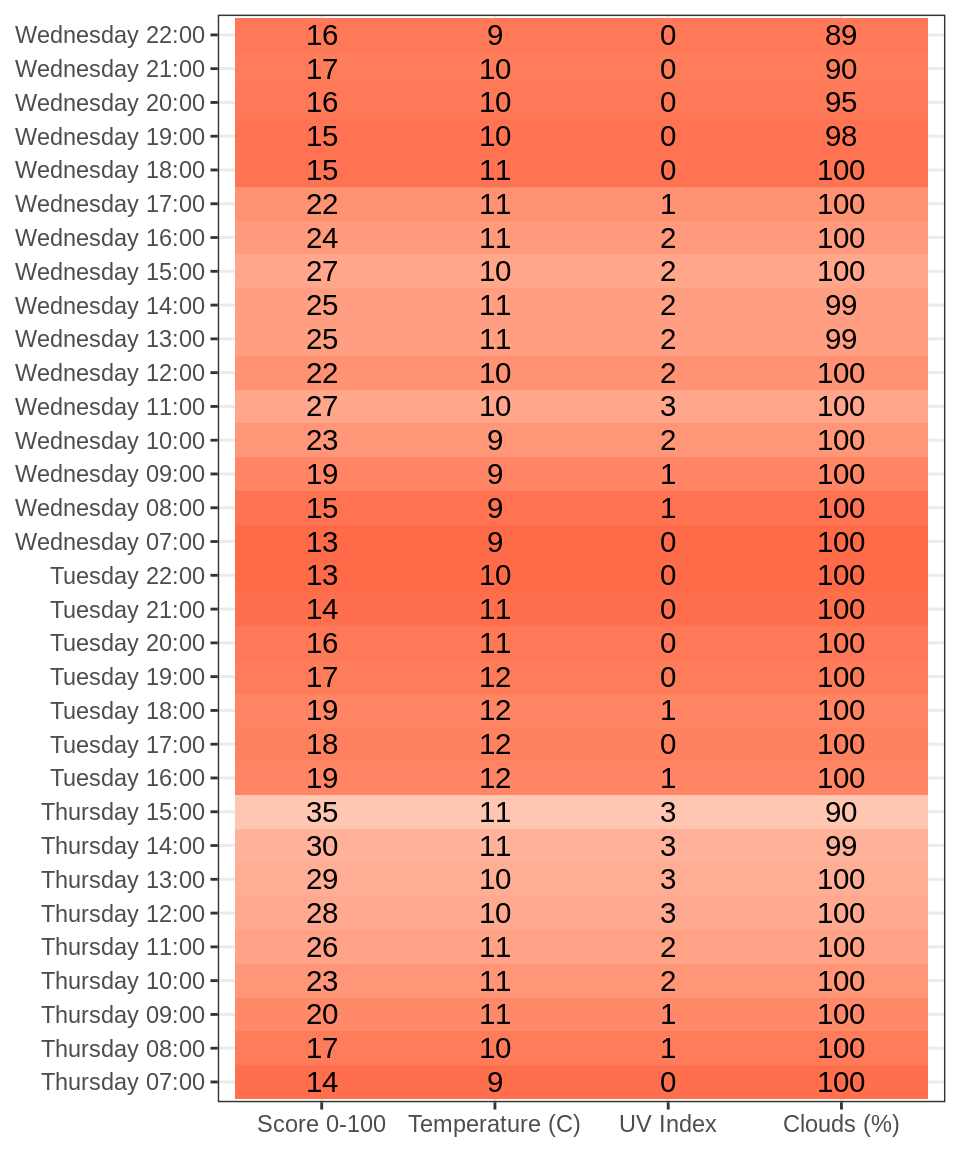 Wednesday 22:00 16 9 0 89
Wednesday 21:00 17 10 0 90
Wednesday 20:00 16 10 0 95
Wednesday 19:00 15 10 0 98
Wednesday 18:00 15 11 0 100
Wednesday 17:00 22 11 1 100
Wednesday 16:00 24 11 2 100
Wednesday 15:00 27 10 2 100
Wednesday 14:00 25 11 2 99
Wednesday 13:00 25 11 2 99
Wednesday 12:00 22 10 2 100
Wednesday 11:00 27 10 3 100
Wednesday 10:00 23 9 2 100
Wednesday 09:00 19 9 1 100
Wednesday 08:00 15 9 1 100
Wednesday 07:00 13 9 0 100
Tuesday 22:00 13 10 0 100
Tuesday 21:00 14 11 0 100
Tuesday 20:00 16 11 0 100
Tuesday 19:00 17 12 0 100
Tuesday 18:00 19 12 1 100
Tuesday 17:00 18 12 0 100
Tuesday 16:00 19 12 1 100
Thursday 15:00 35 11 3 90
Thursday 14:00 30 11 3 99
Thursday 13:00 29 10 3 100
Thursday 12:00 28 10 3 100
Thursday 11:00 26 11 2 100
Thursday 10:00 23 11 2 100
Thursday 09:00 20 11 1 100
Thursday 08:00 17 10 1 100
Thursday 07:00 14 9 0 100
Score 0-100 Temperature (C) UV Index Clouds (%)